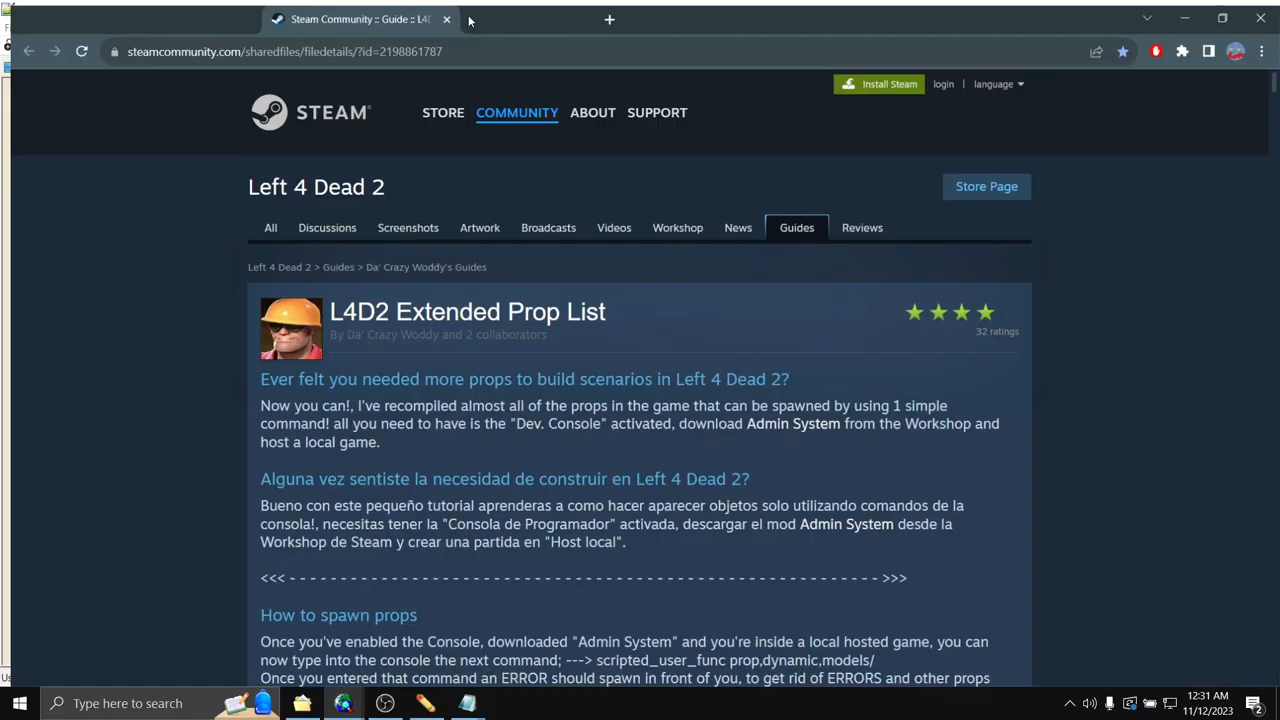 Steam Community :: Guide :: L4D
steamcommunity.com/sharedfiles/filedetails/?id=2198861787
Install Steam login | language
STEAM STORE COMMUNITY ABOUT SUPPORT
Left 4 Dead 2
Store Page
All Discussions Screenshots Artwork Broadcasts Videos Workshop News Guides Reviews
Left 4 Dead 2 > Guides > Da' Crazy Woddy's Guides
L4D2 Extended Prop List
32 ratings
By Da' Crazy Woddy and 2 collaborators
Ever felt you needed more props to build scenarios in Left 4 Dead 2?
Now you can!, I've recompiled almost all of the props in the game that can be spawned by using 1 simple
command! all you need to have is the "Dev. Console" activated, download Admin System from the Workshop and
host a local game.
Alguna vez sentiste la necesidad de construir en Left 4 Dead 2?
Bueno con este pequeño tutorial aprenderas a como hacer aparecer objetos solo utilizando comandos de la
consola!, necesitas tener la "Consola de Programador" activada, descargar el mod Admin System desde la
Workshop de Steam y crear una partida en "Host local".
<<< - - - - - - - - - - - - - - - - - - - - - - - - - - - - - - - - - - - - - - - - - - - - - - - - - - - - - - - - - - >>>
How to spawn props
Once you've enabled the Console, downloaded "Admin System" and you're inside a local hosted game, you can
now type into the console the next command; ---> scripted_user_func prop,dynamic,models/
Once you entered that command an ERROR should spawn in front of you, to get rid of ERRORS and other props
Type here to search
12:31 AM
11/12/2023
2